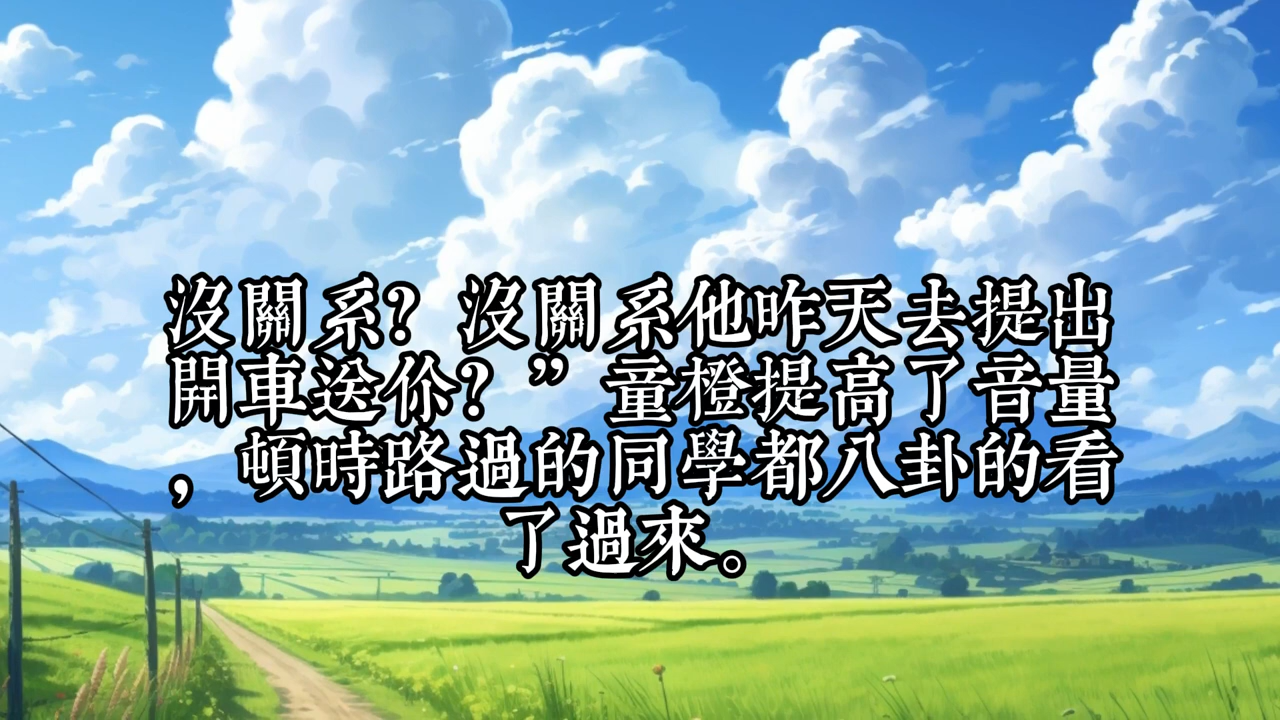 沒關系？沒關系他昨天去提出
開車送你？”童橙提高了音量
，頓時路過的同學都八卦的看
了過來。